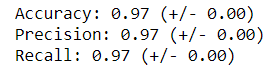 Accuracy: 0.97 (+/- 0.00)
Precision: 0.97 (+/- 0.00)
Recall: 0.97 (+/- 0.00)